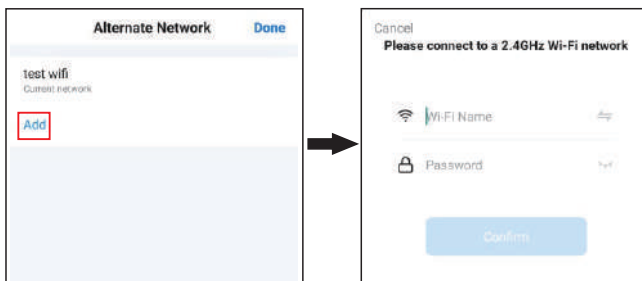 Alternate Network
Done
test wifi
Current network
Add
Cancel
Please connect to a 2.4GHz Wi-Fi network
Wi-Fi Name
Password
Confirm